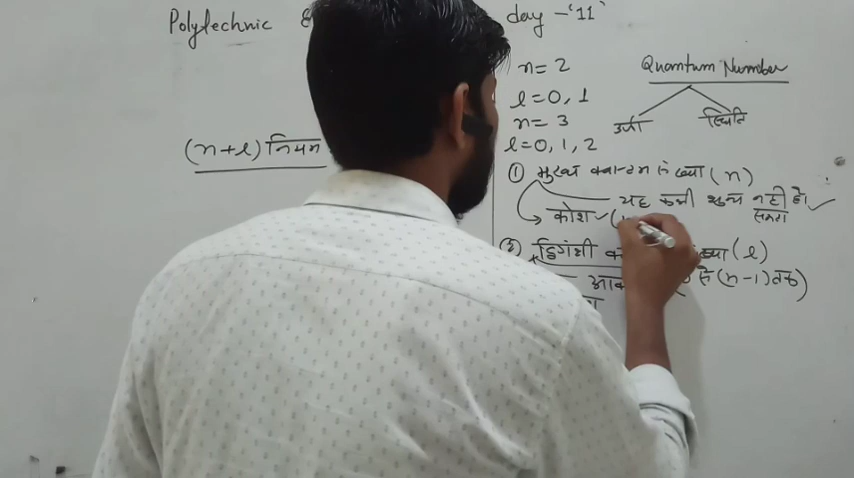 Polytechnic
day -'11'
(n+l) नियम
n=2
l=0, 1
n=3
l=0, 1, 2
Quantum Number
उर्जा
स्थिति
① मुख्य क्वान्टम संख्या (n)
यह कभी शुन्य नही हो
सकता
कोश
② द्विगंशी (l)
(n-1) तक)